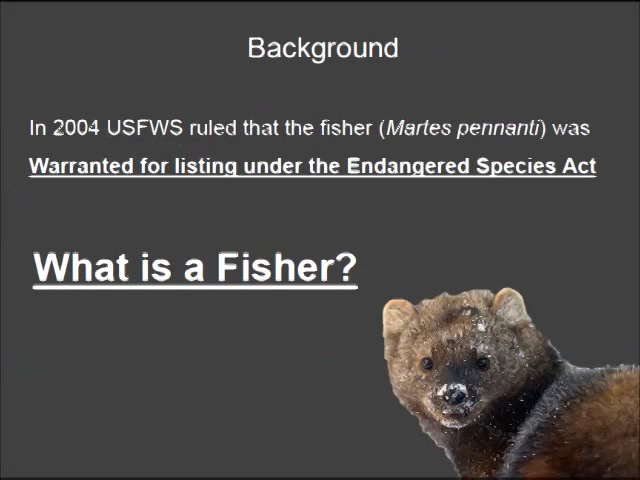 Background
In 2004 USFWS ruled that the fisher (Martes pennanti) was
Warranted for listing under the Endangered Species Act
What is a Fisher?